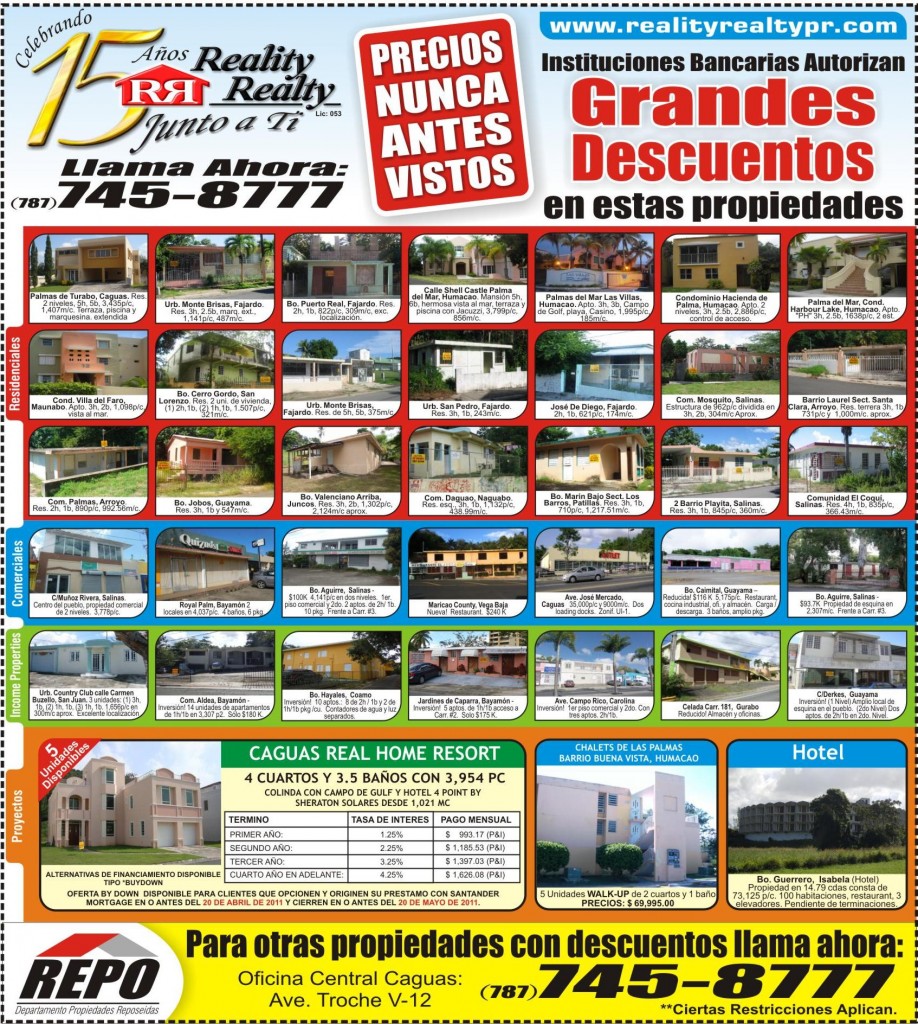 Celebrando
15 Años Reality
RR Realty
Lic: 053
Junto a Ti
Llama Ahora:
(787)745-8777
PRECIOS
NUNCA
ANTES
VISTOS
www.realityrealtypr.com
Instituciones Bancarias Autorizan
Grandes
Descuentos
en estas propiedades
Residenciales
Palmas de Turabo, Caguas. Res.
2 niveles, 5h, 5b, 3,435p/c,
1,407m/c. Terraza, piscina y
marquesina. extendida
Urb. Monte Brisas, Fajardo.
Res. 3h, 2.5b, marq. ext.,
1,141p/c, 487m/c.
Bo. Puerto Real, Fajardo. Res.
2h, 1b, 822p/c, 309m/c, exc.
localización.
Calle Shell Castle Palma
del Mar, Humacao. Mansión 5h,
6b, hermosa vista al mar, terraza y
piscina con Jacuzzi, 3,799p/c,
856m/c.
Palmas del Mar Las Villas,
Humacao. Apto. 3h, 3b, Campo
de Golf, playa, Casino, 1,995p/c,
185m/c.
Condominio Hacienda de
Palma, Humacao. Apto. 2
niveles, 3h, 2.5b, 2,886p/c,
control de acceso.
Palma del Mar, Cond.
Harbour Lake, Humacao. Apto.
"PH" 3h, 2.5b, 1638p/c, 2 est.
Cond. Villa del Faro,
Maunabo. Apto. 3h, 2b, 1,098p/c,
vista al mar.
Bo. Cerro Gordo, San
Lorenzo. Res. 2 uni. de vivienda,
(1) 2h,1b, (2) 1h, 1b. 1.507p/c,
321m/c.
Urb. Monte Brisas,
Fajardo. Res. de 5h, 5b, 375m/c.
Urb. San Pedro, Fajardo.
Res. 3h, 1b, 243m/c.
José De Diego, Fajardo.
2h, 1b, 621p/c, 174m/c.
Com. Mosquito, Salinas.
Estructura de 962p/c dividida en
3h, 2b, 304m/c Aprox.
Barrio Laurel Sect. Santa
Clara, Arroyo. Res. terrera 3h, 1b
731p/c y 1,000m/c. aprox.
Com. Palmas, Arroyo.
Res. 2h, 1b, 890p/c, 992.56m/c.
Bo. Jobos, Guayama.
Res. 3h, 1b y 547m/c.
Bo. Valenciano Arriba,
Juncos. Res. 3h, 2b, 1,302p/c,
2,124m/c aprox.
Com. Daguao, Naguabo.
Res. esq., 3h, 1b, 1,132p/c,
438.99m/c.
Bo. Marin Bajo Sect. Los
Barros, Patillas. Res. 3h, 1b,
710p/c, 1,217.51m/c.
2 Barrio Playita, Salinas.
Res. 3h, 1b, 845p/c, 360m/c.
Comunidad El Coqui,
Salinas. Res. 4h, 1b, 835p/c,
366.43m/c.
Comerciales
C/Muñoz Rivera, Salinas.
Centro del pueblo, propiedad comercial
de 2 niveles. 3,778p/c.
Quiznos
Royal Palm, Bayamón 2
locales en 4,037p/c. 4 baños, 6 pkg.
Bo. Aguirre, Salinas -
$100K 4,141p/c en dos niveles. 1er.
piso comercial y 2do. 2 aptos. de 2h/ 1b.
10 pkg. Frente a Carr. #3.
Maricao County, Vega Baja
Nueva! Restaurant. $240 K
OUTLET
Ave. José Mercado,
Caguas 35,000p/c y 9000m/c. Dos
loading docks. Zonif. UI-1.
Bo. Caimital, Guayama -
Reducida! $116 K 5,175p/c. Restaurant,
cocina industrial, ofi. y almacén. Carga /
descarga. 3 baños, amplio pkg.
Bo. Aguirre, Salinas -
$93.7K Propiedad de esquina en
2,307m/c. Frente a Carr. #3.
Income Properties
Urb. Country Club calle Carmen
Buzello, San Juan, 3 unidades: (1) 3h,
1b, (2) 1h, 1b, (3) 1h, 1b, 1,656p/c en
300m/c aprox. Excelente localización
Com. Aldea, Bayamón -
Inversión! 14 unidades de apartamentos
de 1h/1b en 3,307 p2. Sólo $180 K.
Bo. Hayales, Coamo
Inversión! 10 aptos.: 8 de 2h / 1b y 2 de
1h/1b pkg /cu. Contadores de agua y luz
separados.
Jardines de Caparra, Bayamón -
Inversión! 5 aptos. de 1h/1b acceso a
Carr. #2. Sólo $175 K.
Ave. Campo Rico, Carolina
Inversión! 1er piso comercial y 2do. Con
tres aptos. 2h/1b.
Celada Carr. 181, Gurabo
Reducido! Almacén y oficinas.
C/Derkes, Guayama
Inversión! (1 Nivel) Amplio local de
esquina en el pueblo. (2do Nivel) Dos
aptos. de 2h/1b en 2do. Nivel.
Proyectos
5
Unidades
Disponibles
CAGUAS REAL HOME RESORT
4 CUARTOS Y 3.5 BAÑOS CON 3,954 PC
COLINDA CON CAMPO DE GULF Y HOTEL 4 POINT BY
SHERATON SOLARES DESDE 1,021 MC
TERMINO TASA DE INTERES PAGO MENSUAL
PRIMER AÑO: 1.25% $ 993.17 (P&I)
SEGUNDO AÑO: 2.25% $ 1,185.53 (P&I)
TERCER AÑO: 3.25% $ 1,397.03 (P&I)
CUARTO AÑO EN ADELANTE: 4.25% $ 1,626.08 (P&I)
ALTERNATIVAS DE FINANCIAMIENTO DISPONIBLE
TIPO "BUYDOWN
OFERTA BY DOWN DISPONIBLE PARA CLIENTES QUE OPCIONEN Y ORIGINEN SU PRESTAMO CON SANTANDER
MORTGAGE EN O ANTES DEL 20 DE ABRIL DE 2011 Y CIERREN EN O ANTES DEL 20 DE MAYO DE 2011.
CHALETS DE LAS PALMAS
BARRIO BUENA VISTA, HUMACAO
5 Unidades WALK-UP de 2 cuartos y 1 baño
PRECIOS: $ 69,995.00
Hotel
Bo. Guerrero, Isabela (Hotel)
Propiedad en 14.79 cdas consta de
73,125 p/c. 100 habitaciones, restaurant, 3
elevadores. Pendiente de terminaciones.
REPO
Departamento Propiedades Reposeidas
Para otras propiedades con descuentos llama ahora:
Oficina Central Caguas:
Ave. Troche V-12
(787)745-8777
**Ciertas Restricciones Aplican.